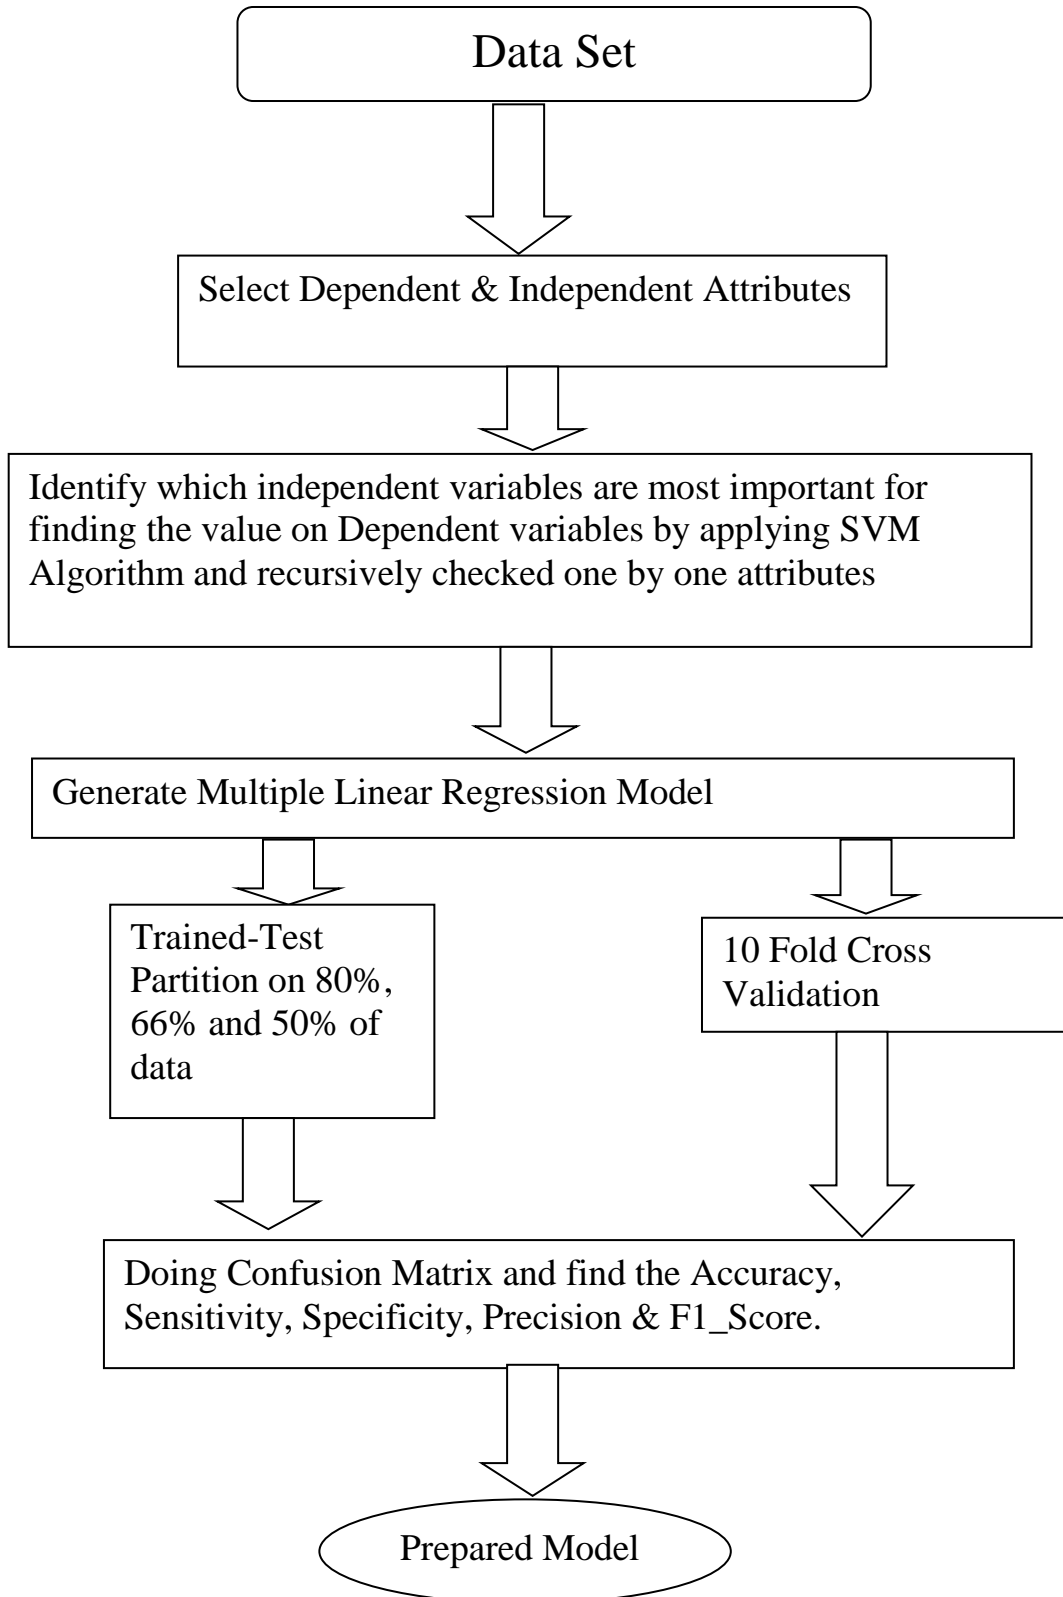 Data Set
Select Dependent & Independent Attributes
Identify which independent variables are most important for
finding the value on Dependent variables by applying SVM
Algorithm and recursively checked one by one attributes
Generate Multiple Linear Regression Model
Trained-Test
Partition on 80%,
66% and 50% of
data
10 Fold Cross
Validation
Doing Confusion Matrix and find the Accuracy,
Sensitivity, Specificity, Precision & F1_Score.
Prepared Model